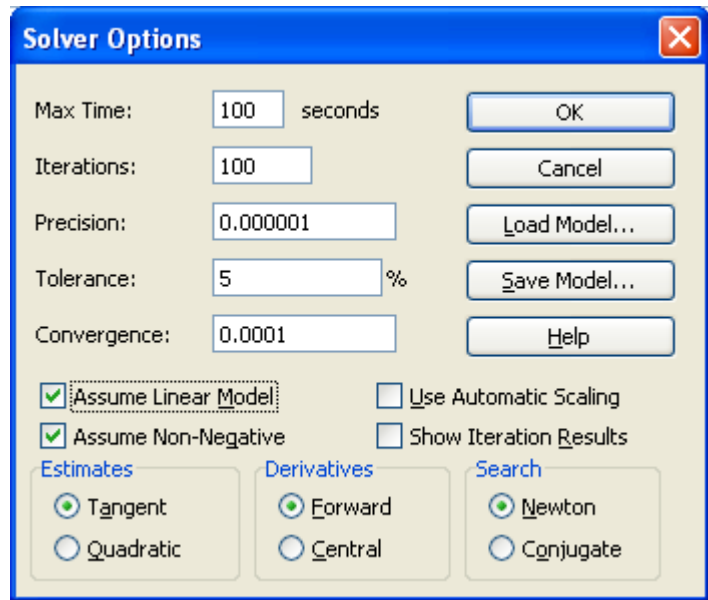 Solver Options
Max Time: 100 seconds OK
Iterations: 100 Cancel
Precision: 0.000001 Load Model...
Tolerance: 5 % Save Model...
Convergence: 0.0001 Help
Assume Linear Model Use Automatic Scaling
Assume Non-Negative Show Iteration Results
Estimates Derivatives Search
Tangent Forward Newton
Quadratic Central Conjugate